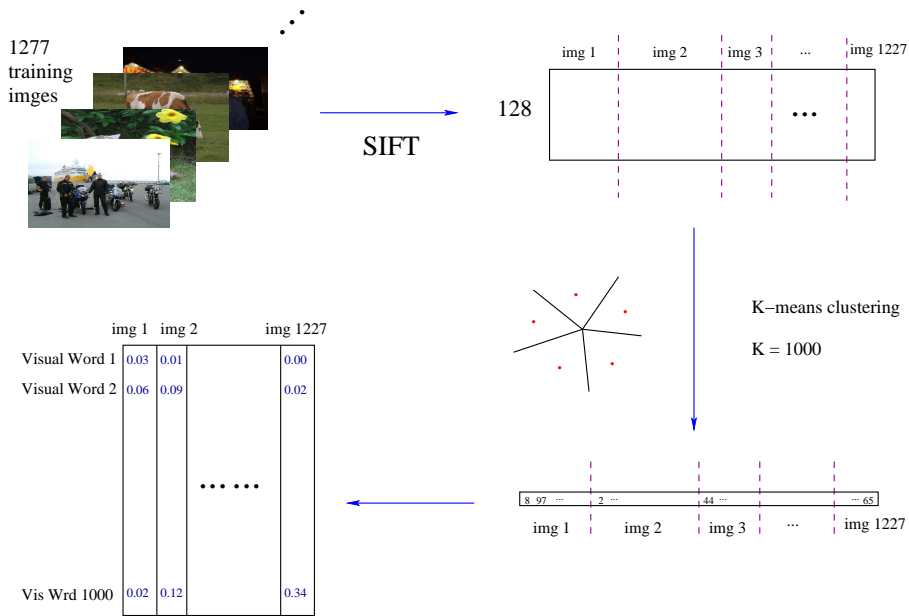 1277
training
imges
SIFT
128
img 1 img 2 img 3 ... img 1227
...
K-means clustering
K = 1000
8 97 ... 2 ... 44 ... ... 65
img 1 img 2 img 3 ... img 1227
img 1 img 2 img 1227
Visual Word 1 0.03 0.01 0.00
Visual Word 2 0.06 0.09 0.02
... ...
Vis Wrd 1000 0.02 0.12 0.34